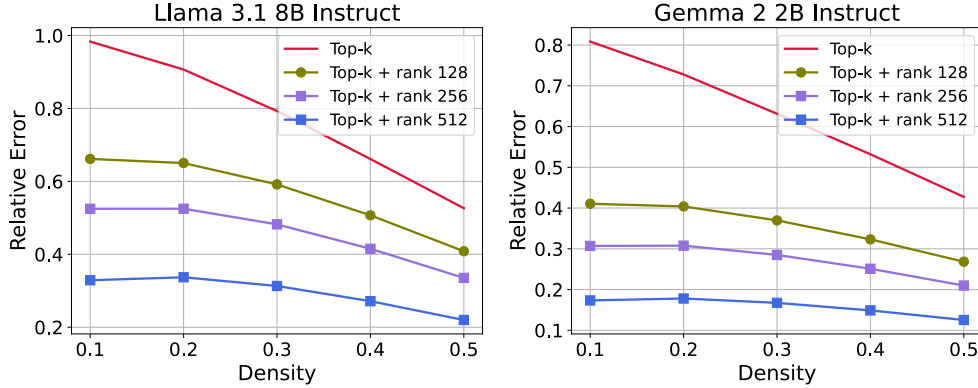 Llama 3.1 8B Instruct
Relative Error
1.0
0.8
0.6
0.4
0.2
Top-k
Top-k + rank 128
Top-k + rank 256
Top-k + rank 512
0.1 0.2 0.3 0.4 0.5
Density
Gemma 2 2B Instruct
Relative Error
0.8
0.7
0.6
0.5
0.4
0.3
0.2
0.1
Top-k
Top-k + rank 128
Top-k + rank 256
Top-k + rank 512
0.1 0.2 0.3 0.4 0.5
Density